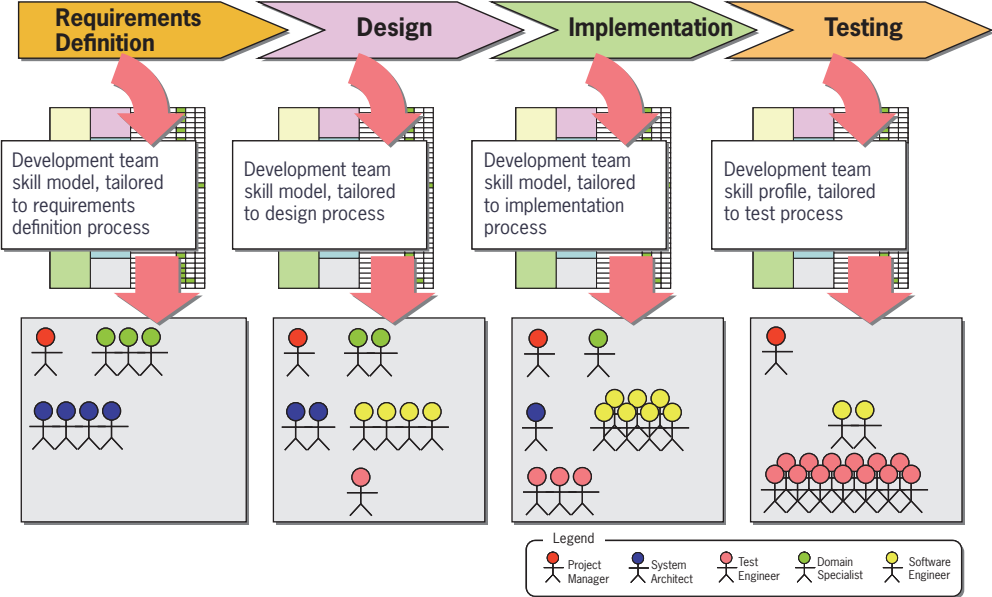 Requirements
Definition
Design
Implementation
Testing
Development team
skill model, tailored
to requirements
definition process
Development team
skill model, tailored
to design process
Development team
skill model, tailored
to implementation
process
Development team
skill profile, tailored
to test process
Legend
Project
Manager
System
Architect
Test
Engineer
Domain
Specialist
Software
Engineer